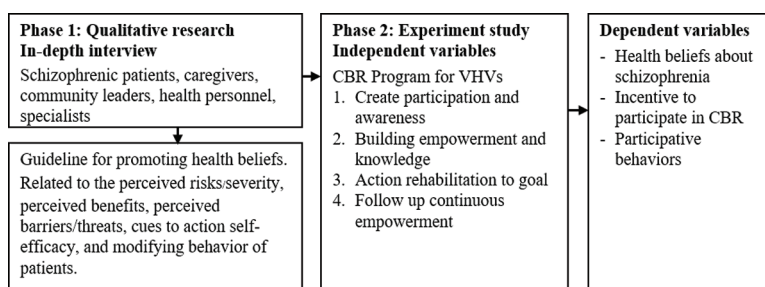 Phase 1: Qualitative research
In-depth interview
Schizophrenic patients, caregivers,
community leaders, health personnel,
specialists
Guideline for promoting health beliefs.
Related to the perceived risks/severity,
perceived benefits, perceived
barriers/threats, cues to action self-
efficacy, and modifying behavior of
patients.
Phase 2: Experiment study
Independent variables
CBR Program for VHVs
1. Create participation and
awareness
2. Building empowerment and
knowledge
3. Action rehabilitation to goal
4. Follow up continuous
empowerment
Dependent variables
- Health beliefs about
schizophrenia
- Incentive to
participate in CBR
- Participative
behaviors